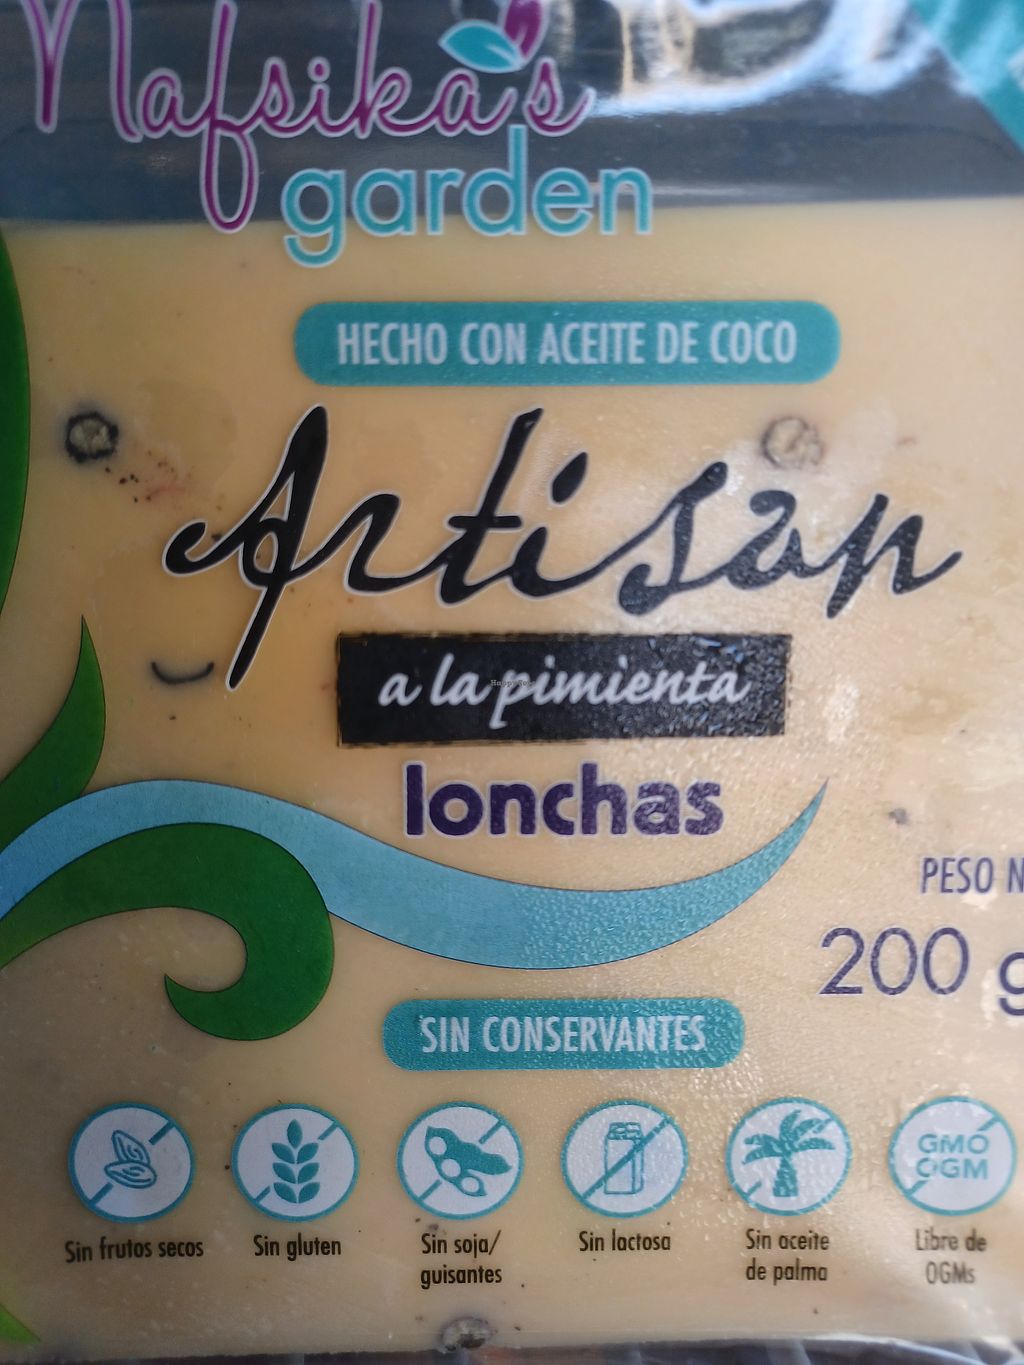 Nafsika's
garden
HECHO CON ACEITE DE COCO
Artisan
a la pimienta
lonchas
PESO N
200 g
SIN CONSERVANTES
GMO
OGM
Sin frutos secos
Sin gluten
Sin soja/
guisantes
Sin lactosa
Sin aceite
de palma
Libre de
OGMs